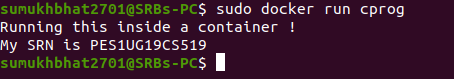 sumukhbhat2701@SRBs-PC:~$ sudo docker run cprog
Running this inside a container !
My SRN is PES1UG19CS519
sumukhbhat2701@SRBs-PC:~$